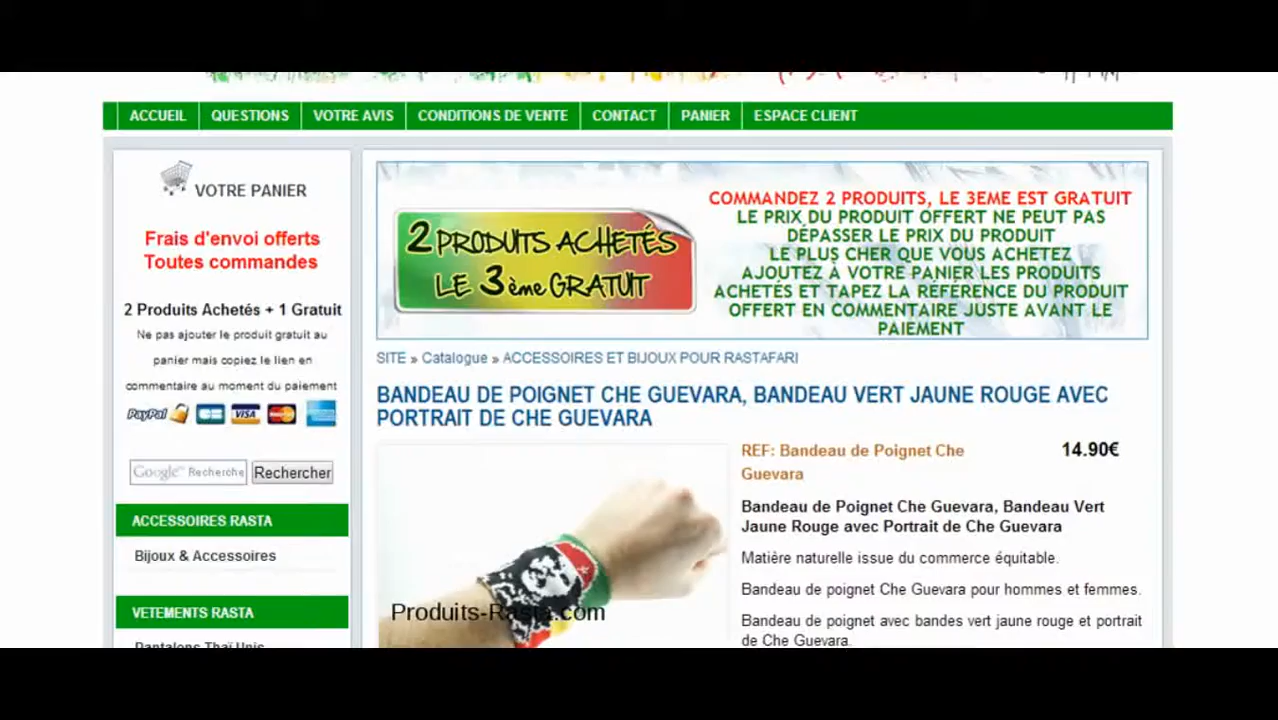 ACCUEIL QUESTIONS VOTRE AVIS CONDITIONS DE VENTE CONTACT PANIER ESPACE CLIENT
VOTRE PANIER
Frais d'envoi offerts
Toutes commandes
2 Produits Achetés + 1 Gratuit
Ne pas ajouter le produit gratuit au
panier mais copiez le lien en
commentaire au moment du paiement
PayPal VISA MasterCard
Google™ Recherche Rechercher
ACCESSOIRES RASTA
Bijoux & Accessoires
VETEMENTS RASTA
Pantalons Thaï Unis
2 PRODUITS ACHETÉS
LE 3ème GRATUIT
COMMANDEZ 2 PRODUITS, LE 3EME EST GRATUIT
LE PRIX DU PRODUIT OFFERT NE PEUT PAS
DÉPASSER LE PRIX DU PRODUIT
LE PLUS CHER QUE VOUS ACHETEZ
AJOUTEZ À VOTRE PANIER LES PRODUITS
ACHETÉS ET TAPEZ LA RÉFÉRENCE DU PRODUIT
OFFERT EN COMMENTAIRE JUSTE AVANT LE
PAIEMENT
SITE » Catalogue » ACCESSOIRES ET BIJOUX POUR RASTAFARI
BANDEAU DE POIGNET CHE GUEVARA, BANDEAU VERT JAUNE ROUGE AVEC
PORTRAIT DE CHE GUEVARA
Produits-Rasta.com
REF: Bandeau de Poignet Che
Guevara
14.90€
Bandeau de Poignet Che Guevara, Bandeau Vert
Jaune Rouge avec Portrait de Che Guevara
Matière naturelle issue du commerce équitable.
Bandeau de poignet Che Guevara pour hommes et femmes.
Bandeau de poignet avec bandes vert jaune rouge et portrait
de Che Guevara.